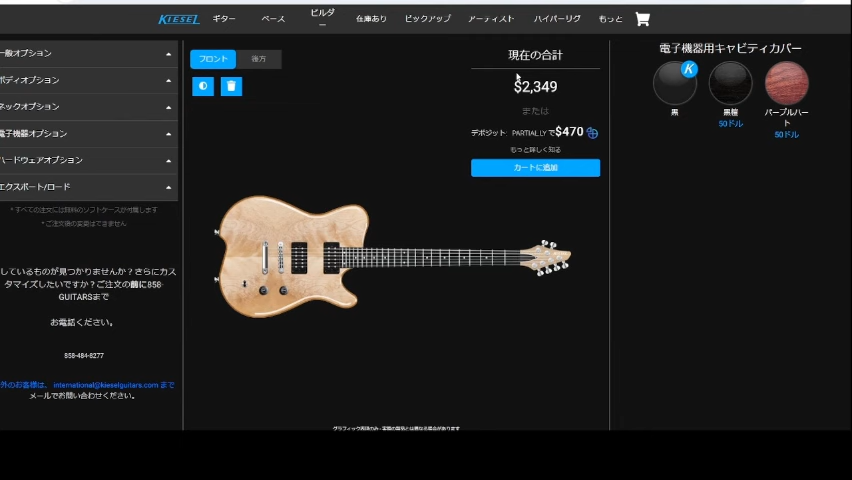 KIESEL ギター ベース ビルダー 在庫あり ピックアップ アーティスト ハイパーリグ もっと
一般オプション
ボディオプション
ネックオプション
電子機器オプション
ハードウェアオプション
エクスポート/ロード
*すべての注文には別料のソフトケースが付属します
*ご注文後の変更はできません
しているものが見つかりませんか？さらにカス
タマイズしたいですか？ご注文の前に858-
GUITARSまで
お電話ください。
858-484-8277
外のお客様は、 international@kieselguitars.com まで
メールでお問い合わせください。
フロント 後方
現在の合計
$2,349
または
デポジット: PARTIALLY で$470
もっと詳しく知る
カートに追加
電子機器用キャビティカバー
K
黒
黒檀
50ドル
パープルハー
ト
50ドル